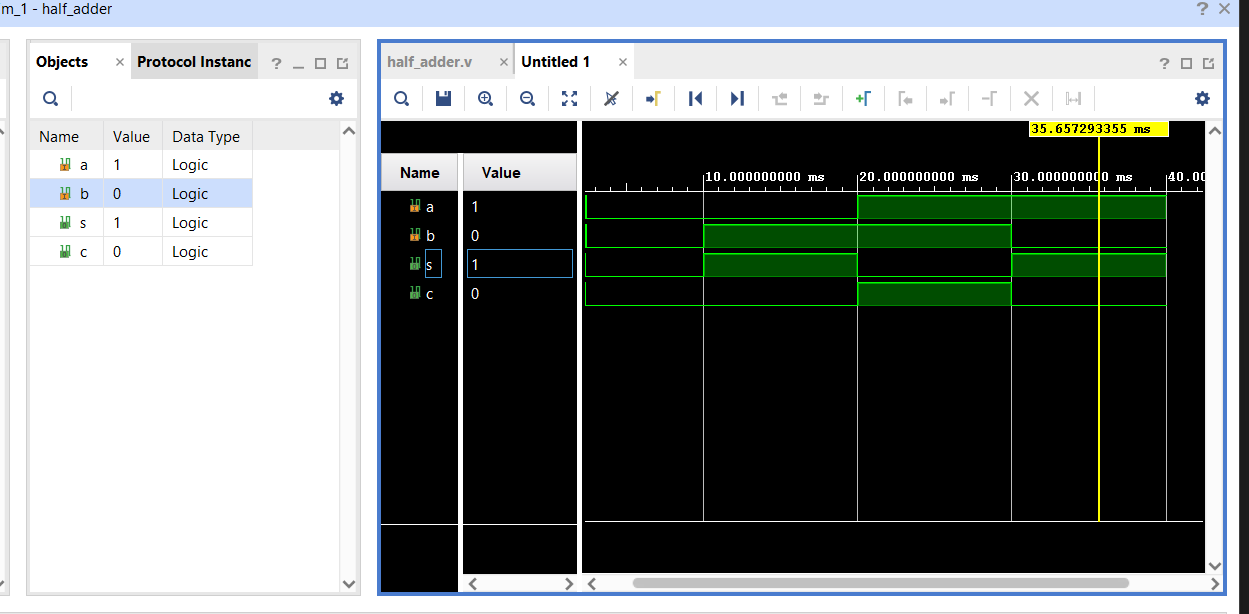 m_1 - half_adder
Objects
Protocol Instanc
Name Value Data Type
a 1 Logic
b 0 Logic
s 1 Logic
c 0 Logic
half_adder.v
Untitled 1
35.657293355 ms
Name Value
10.000000000 ms 20.000000000 ms 30.000000000 ms 40.00
a 1
b 0
s 1
c 0